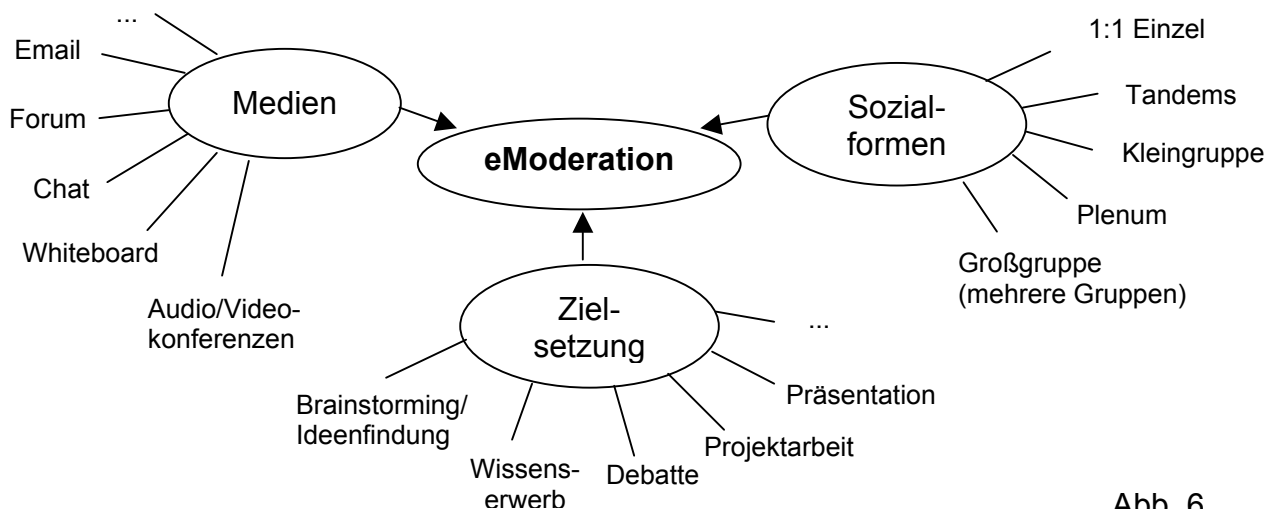 ...
Email
Forum
Chat
Whiteboard
Audio/Video-
konferenzen
Medien
eModeration
Sozial-
formen
1:1 Einzel
Tandems
Kleingruppe
Plenum
Großgruppe
(mehrere Gruppen)
Ziel-
setzung
Brainstorming/
Ideenfindung
Wissens-
erwerb
Debatte
Projektarbeit
Präsentation
...
Abb. 6